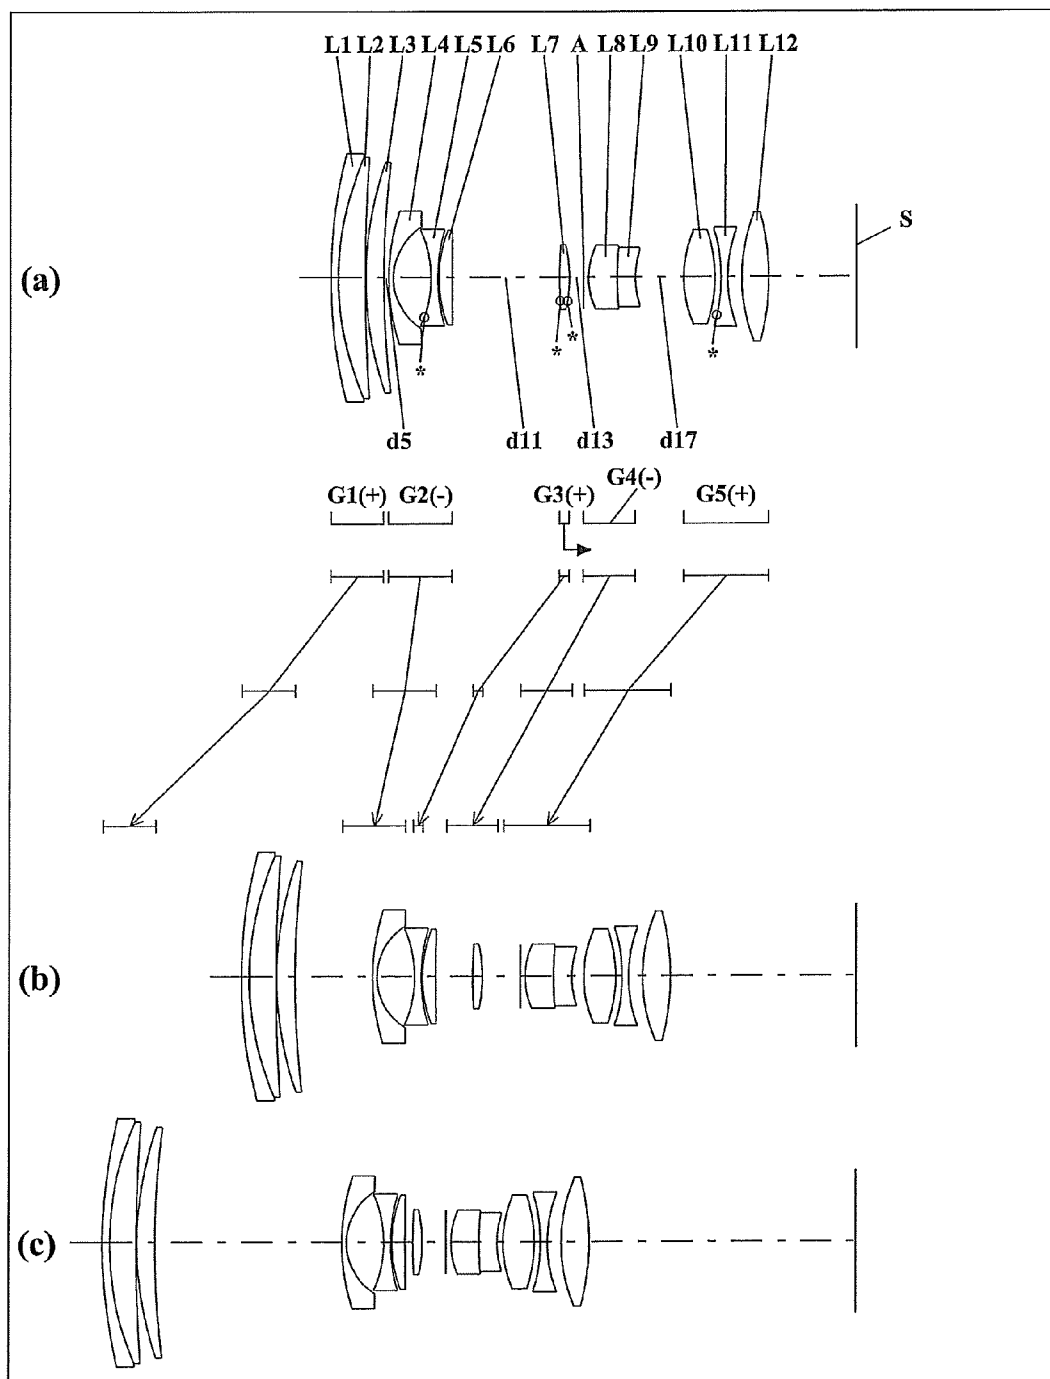 L1 L2 L3 L4 L5 L6 L7 A L8 L9 L10 L11 L12
S
(a)
* * * *
d5 d11 d13 d17
G1(+) G2(-) G3(+) G4(-) G5(+)
(b)
(c)